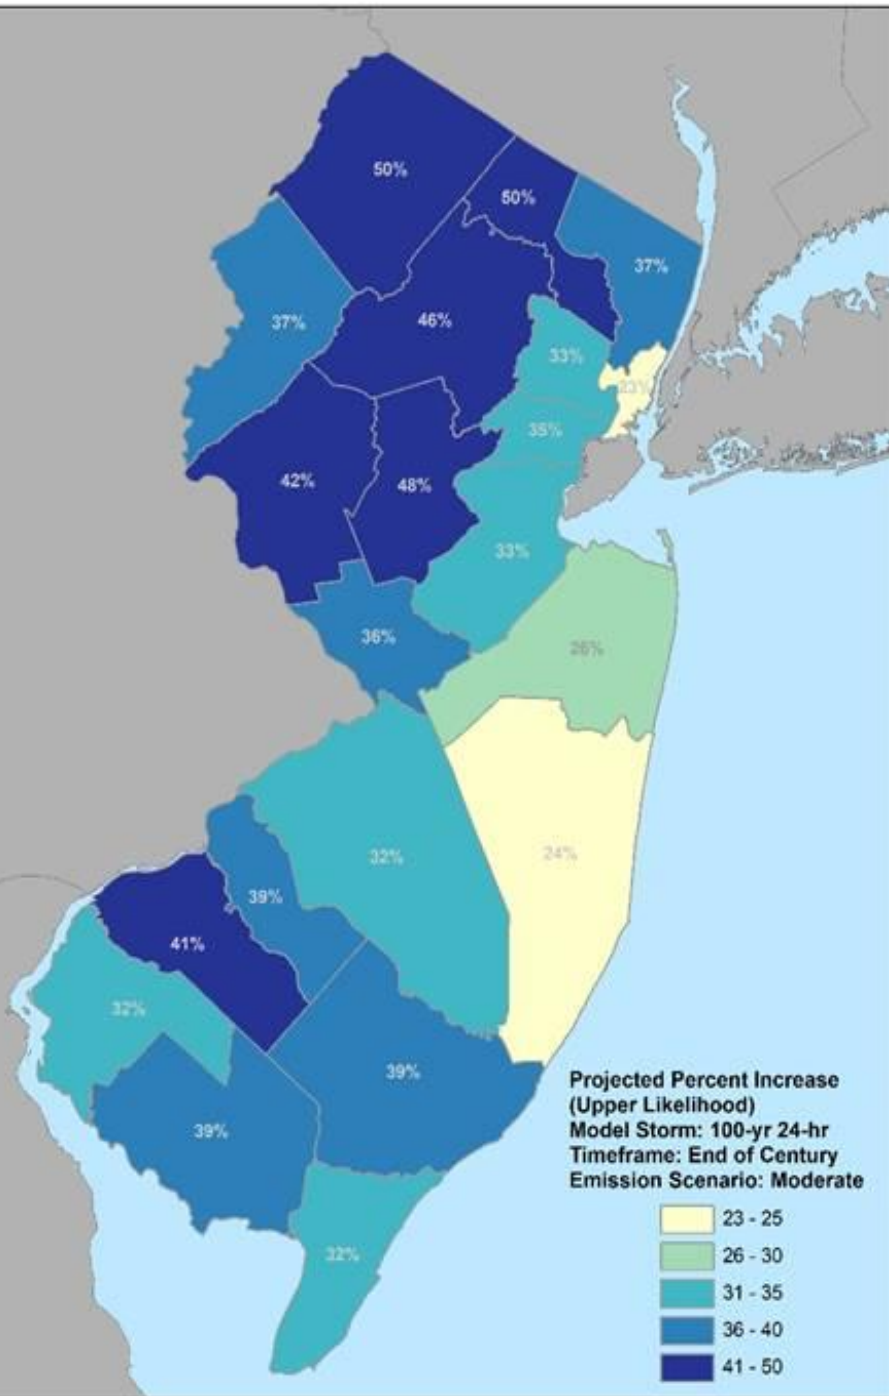 50%
50%
37%
37%
46%
33%
23%
35%
42%
48%
33%
36%
26%
32%
24%
39%
41%
32%
39%
39%
32%
Projected Percent Increase
(Upper Likelihood)
Model Storm: 100-yr 24-hr
Timeframe: End of Century
Emission Scenario: Moderate
23 - 25
26 - 30
31 - 35
36 - 40
41 - 50